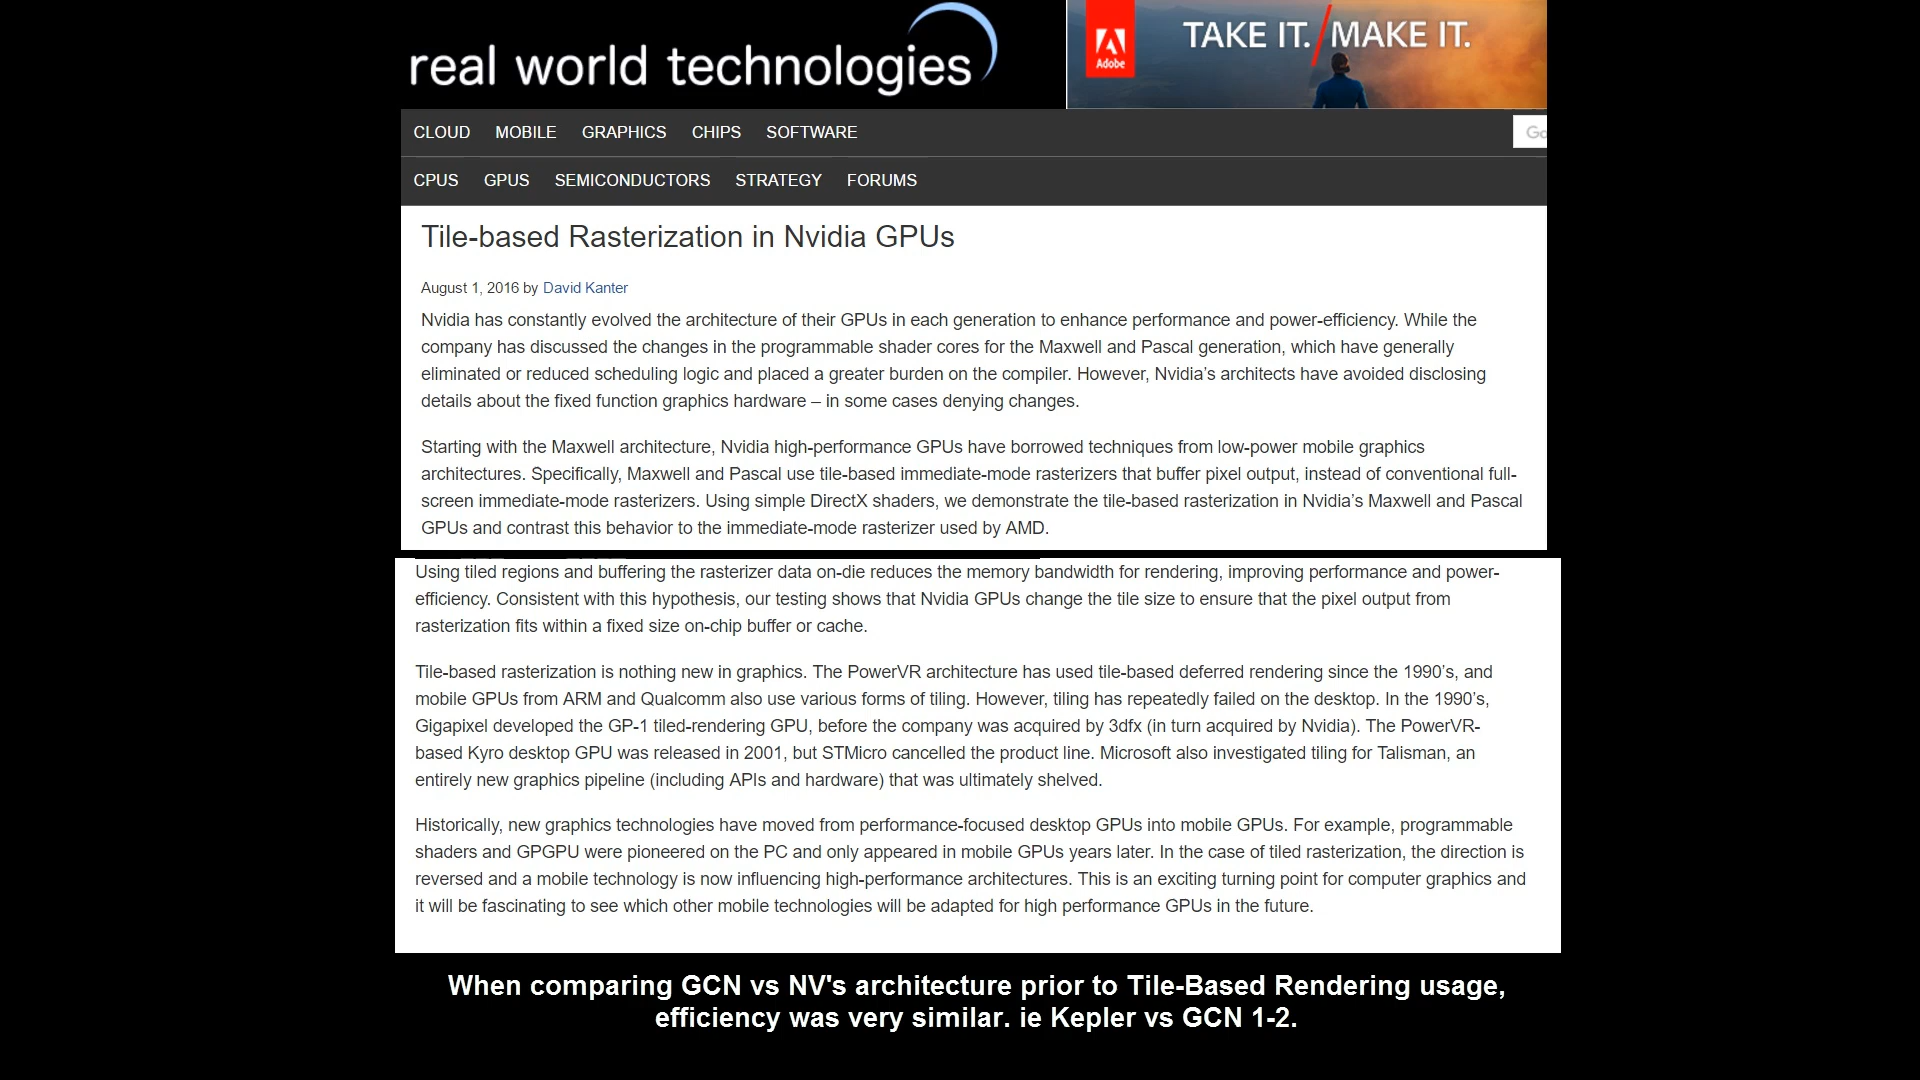 real world technologies
Adobe
TAKE IT. / MAKE IT.
CLOUD MOBILE GRAPHICS CHIPS SOFTWARE
Go
CPUS GPUS SEMICONDUCTORS STRATEGY FORUMS
Tile-based Rasterization in Nvidia GPUs
August 1, 2016 by David Kanter
Nvidia has constantly evolved the architecture of their GPUs in each generation to enhance performance and power-efficiency. While the
company has discussed the changes in the programmable shader cores for the Maxwell and Pascal generation, which have generally
eliminated or reduced scheduling logic and placed a greater burden on the compiler. However, Nvidia’s architects have avoided disclosing
details about the fixed function graphics hardware – in some cases denying changes.
Starting with the Maxwell architecture, Nvidia high-performance GPUs have borrowed techniques from low-power mobile graphics
architectures. Specifically, Maxwell and Pascal use tile-based immediate-mode rasterizers that buffer pixel output, instead of conventional full-
screen immediate-mode rasterizers. Using simple DirectX shaders, we demonstrate the tile-based rasterization in Nvidia’s Maxwell and Pascal
GPUs and contrast this behavior to the immediate-mode rasterizer used by AMD.
Using tiled regions and buffering the rasterizer data on-die reduces the memory bandwidth for rendering, improving performance and power-
efficiency. Consistent with this hypothesis, our testing shows that Nvidia GPUs change the tile size to ensure that the pixel output from
rasterization fits within a fixed size on-chip buffer or cache.
Tile-based rasterization is nothing new in graphics. The PowerVR architecture has used tile-based deferred rendering since the 1990’s, and
mobile GPUs from ARM and Qualcomm also use various forms of tiling. However, tiling has repeatedly failed on the desktop. In the 1990’s,
Gigapixel developed the GP-1 tiled-rendering GPU, before the company was acquired by 3dfx (in turn acquired by Nvidia). The PowerVR-
based Kyro desktop GPU was released in 2001, but STMicro cancelled the product line. Microsoft also investigated tiling for Talisman, an
entirely new graphics pipeline (including APIs and hardware) that was ultimately shelved.
Historically, new graphics technologies have moved from performance-focused desktop GPUs into mobile GPUs. For example, programmable
shaders and GPGPU were pioneered on the PC and only appeared in mobile GPUs years later. In the case of tiled rasterization, the direction is
reversed and a mobile technology is now influencing high-performance architectures. This is an exciting turning point for computer graphics and
it will be fascinating to see which other mobile technologies will be adapted for high performance GPUs in the future.
When comparing GCN vs NV's architecture prior to Tile-Based Rendering usage,
efficiency was very similar. ie Kepler vs GCN 1-2.